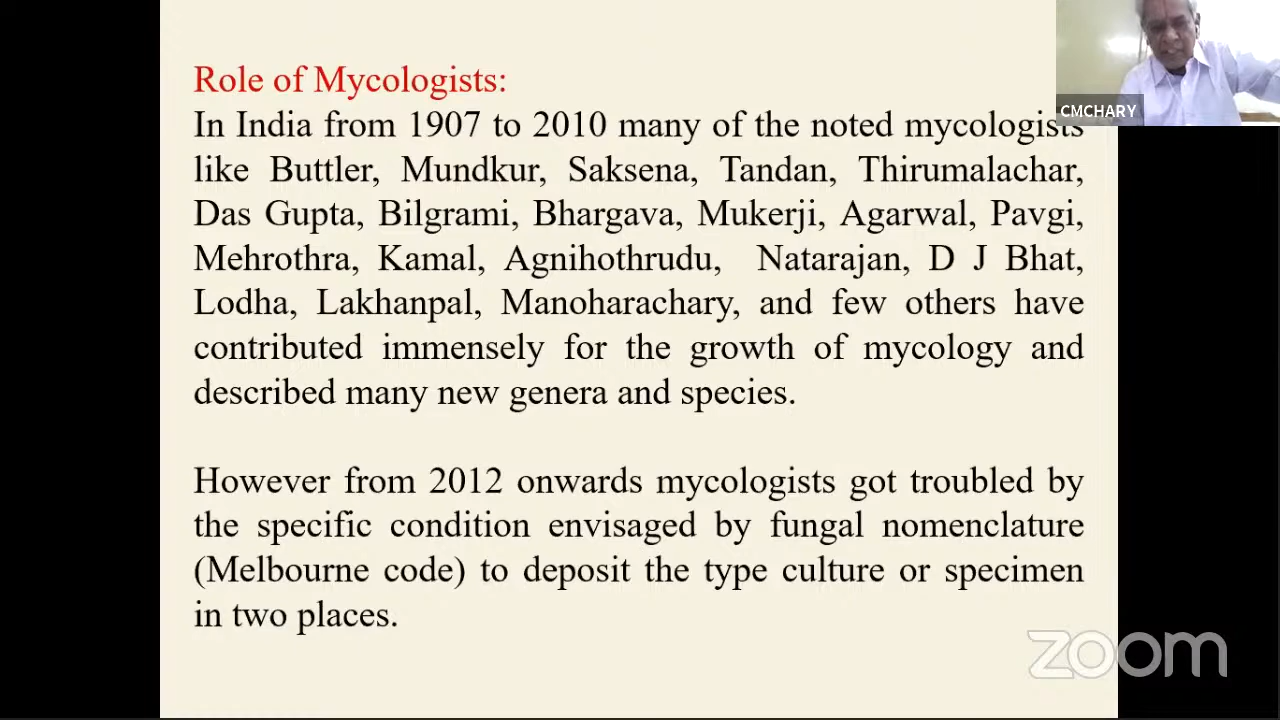 Role of Mycologists:
In India from 1907 to 2010 many of the noted mycologists
like Buttler, Mundkur, Saksena, Tandan, Thirumalachar,
Das Gupta, Bilgrami, Bhargava, Mukerji, Agarwal, Pavgi,
Mehrothra, Kamal, Agnihothrudu, Natarajan, D J Bhat,
Lodha, Lakhanpal, Manoharachary, and few others have
contributed immensely for the growth of mycology and
described many new genera and species.
However from 2012 onwards mycologists got troubled by
the specific condition envisaged by fungal nomenclature
(Melbourne code) to deposit the type culture or specimen
in two places.
CMCHARY
zoom